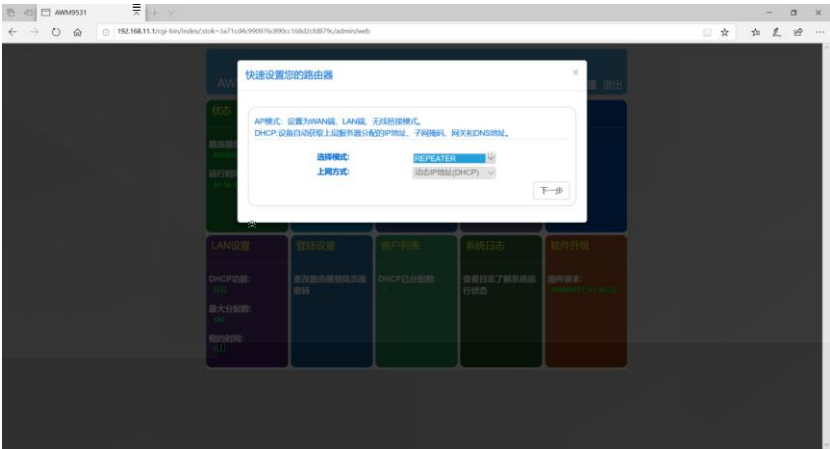 AWM9531
192.168.11.1/cgi-bin/index/;stok=3a71cd4c990976c890cc168d2cfd879c/admin/web
快速设置您的路由器
×
AW
退出
状态
AP模式：设置为WAN端、LAN端、无线桥接模式。
DHCP:设备自动获取上层服务器分配的IP地址、子网掩码、网关和DNS地址。
选择模式:
REPEATER
上网方式:
动态IP地址(DHCP)
下一步
LAN设置
登陆设置
客户列表
系统日志
软件升级
DHCP功能:
更改路由器登陆页面
密码
DHCP已分配数:
查看日志了解系统运
行状态
固件版本:
最大分配数:
租约时间: